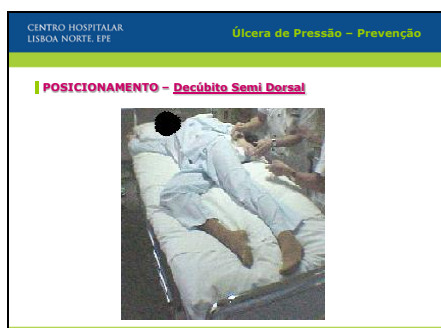 CENTRO HOSPITALAR
LISBOA NORTE, EPE
Úlcera de Pressão – Prevenção
POSICIONAMENTO – Decúbito Semi Dorsal